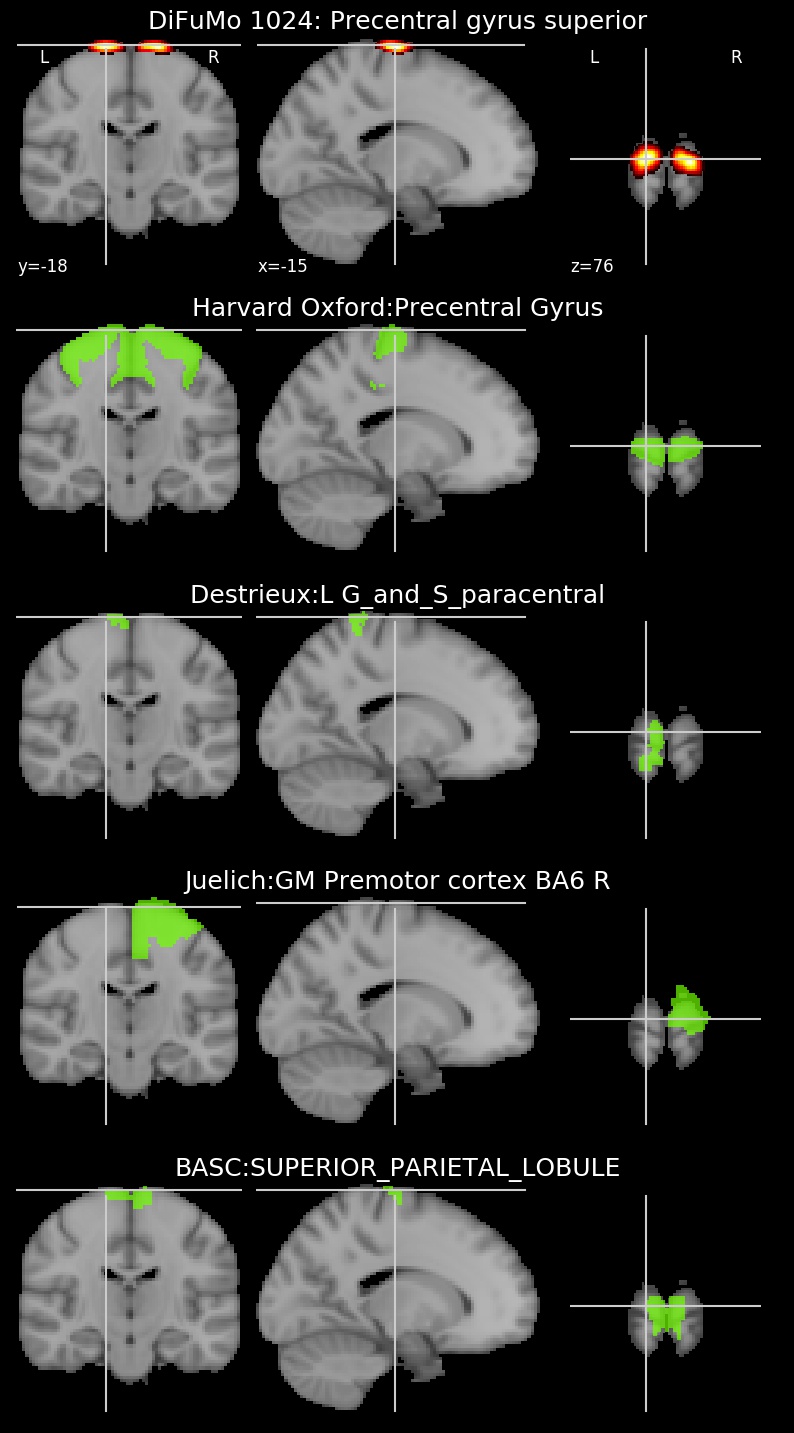 DiFuMo 1024: Precentral gyrus superior
L R L R
y=-18 x=-15 z=76
Harvard Oxford:Precentral Gyrus
Destrieux:L G_and_S_paracentral
Juelich:GM Premotor cortex BA6 R
BASC:SUPERIOR_PARIETAL_LOBULE